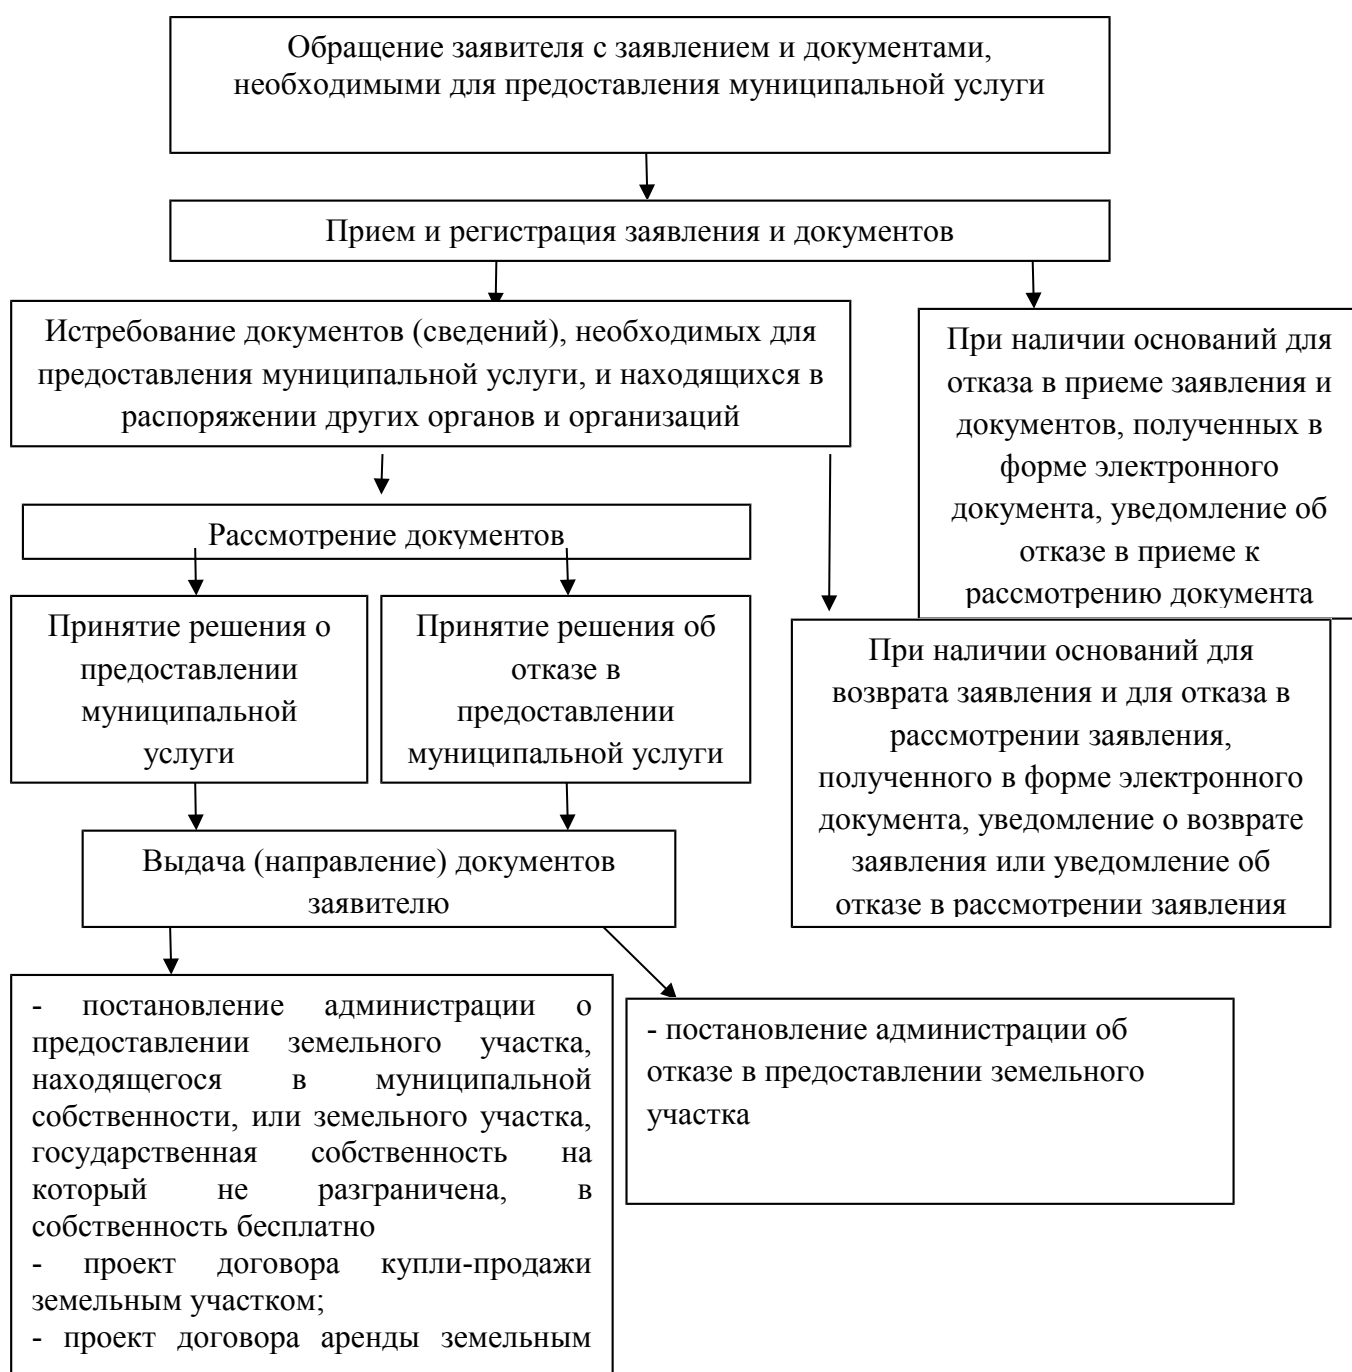 Обращение заявителя с заявлением и документами,
необходимыми для предоставления муниципальной услуги
Прием и регистрация заявления и документов
Истребование документов (сведений), необходимых для
предоставления муниципальной услуги, и находящихся в
распоряжении других органов и организаций
При наличии оснований для
отказа в приеме заявления и
документов, полученных в
форме электронного
документа, уведомление об
отказе в приеме к
рассмотрению документа
Рассмотрение документов
Принятие решения о
предоставлении
муниципальной
услуги
Принятие решения об
отказе в
предоставлении
муниципальной услуги
При наличии оснований для
возврата заявления и для отказа в
рассмотрении заявления,
полученного в форме электронного
документа, уведомление о возврате
заявления или уведомление об
отказе в рассмотрении заявления
Выдача (направление) документов
заявителю
- постановление администрации о
предоставлении земельного участка,
находящегося в муниципальной
собственности, или земельного участка,
государственная собственность на
который не разграничена, в
собственность бесплатно
- проект договора купли-продажи
земельным участком;
- проект договора аренды земельным
- постановление администрации об
отказе в предоставлении земельного
участка